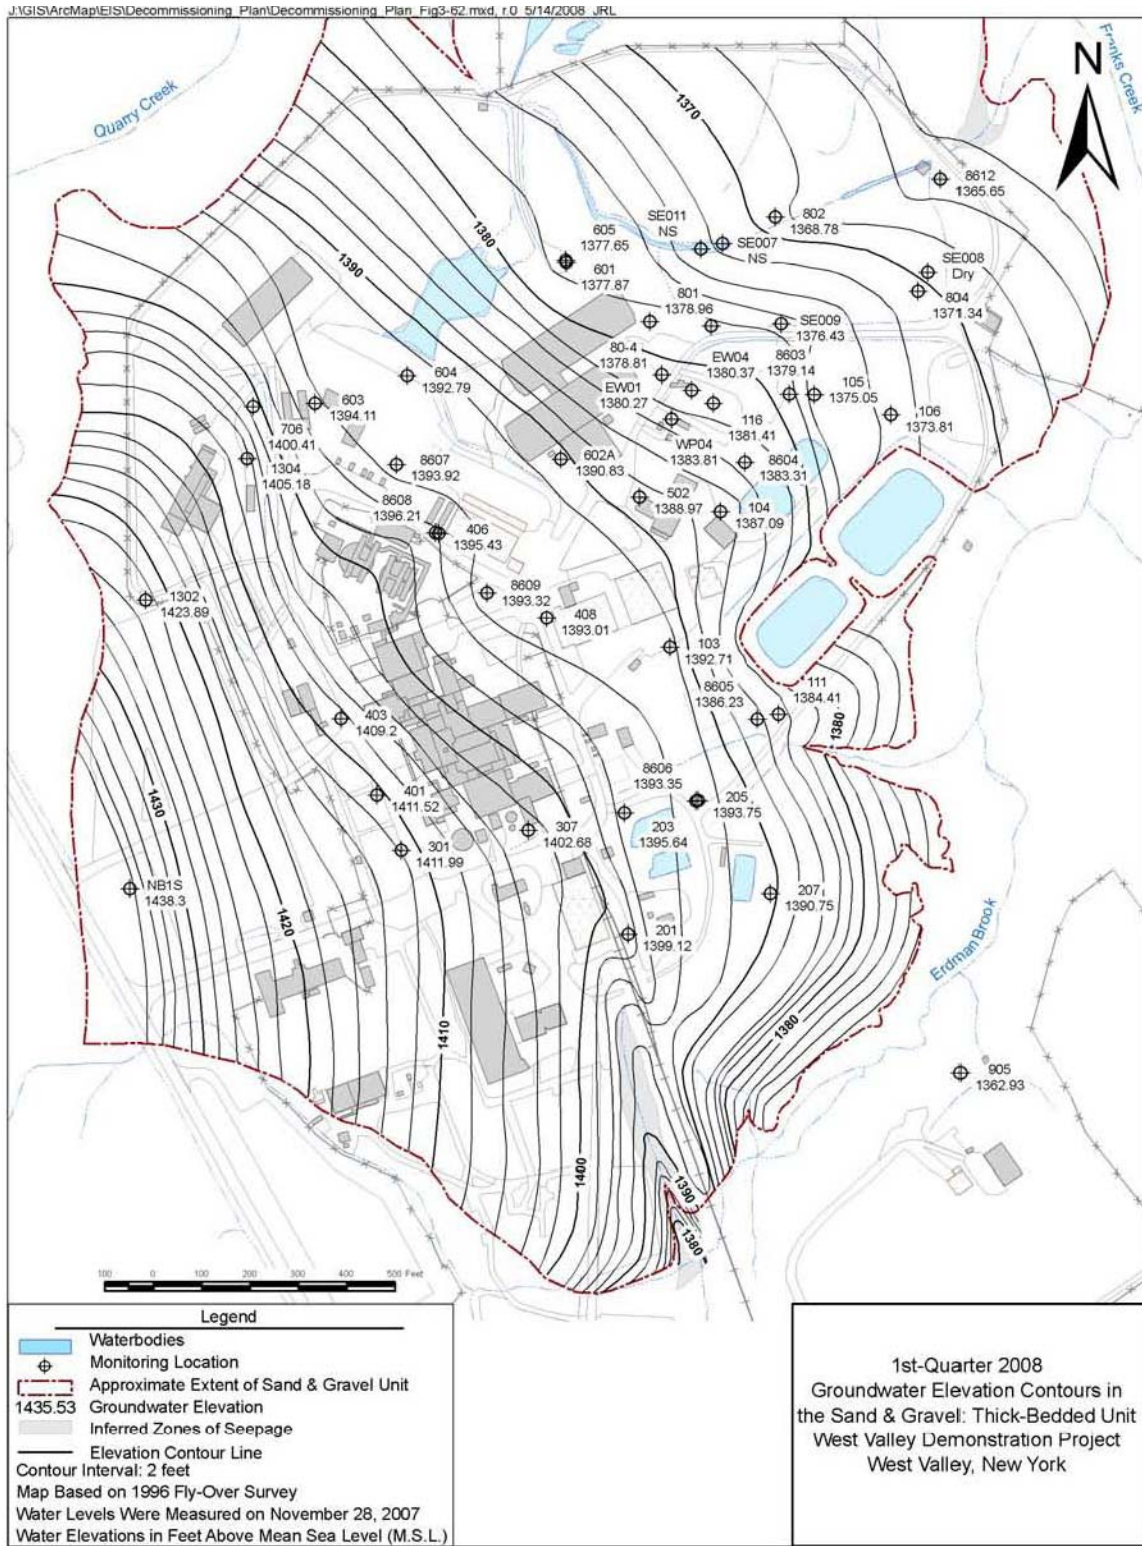 J:\GIS\ArcMap\EIS\Decommissioning_Plan\Decommissioning_Plan_Fig3-62.mxd, r.0 5/14/2008 JRL
Quarry Creek
Franks Creek
N
1370
8612
1365.65
802
1368.78
SE011
NS
SE007
NS
605
1377.65
1380
SE008
Dry
601
1377.87
1390
804
1371.34
801
1378.96
SE009
1376.43
80-4
1378.81
EW04
1380.37
8603
1379.14
604
1392.79
EW01
1380.27
105
1375.05
603
1394.11
106
1373.81
706
1400.41
116
1381.41
WP04
1383.81
602A
1390.83
8604
1383.31
1304
1405.18
8607
1393.92
8608
1396.21
502
1388.97
104
1387.09
406
1395.43
1302
1423.89
8609
1393.32
408
1393.01
103
1392.71
8605
1386.23
111
1384.41
403
1409.2
1380
8606
1393.35
401
1411.52
205
1393.75
1430
307
1402.68
203
1395.64
301
1411.99
NB1S
1438.3
207
1390.75
1420
201
1399.12
Erdman Brook
1410
1380
905
1362.93
1400
1390
1380
100 0 100 200 300 400 500 Feet
Legend
Waterbodies
Monitoring Location
Approximate Extent of Sand & Gravel Unit
1435.53 Groundwater Elevation
Inferred Zones of Seepage
Elevation Contour Line
Contour Interval: 2 feet
Map Based on 1996 Fly-Over Survey
Water Levels Were Measured on November 28, 2007
Water Elevations in Feet Above Mean Sea Level (M.S.L.)
1st-Quarter 2008
Groundwater Elevation Contours in
the Sand & Gravel: Thick-Bedded Unit
West Valley Demonstration Project
West Valley, New York